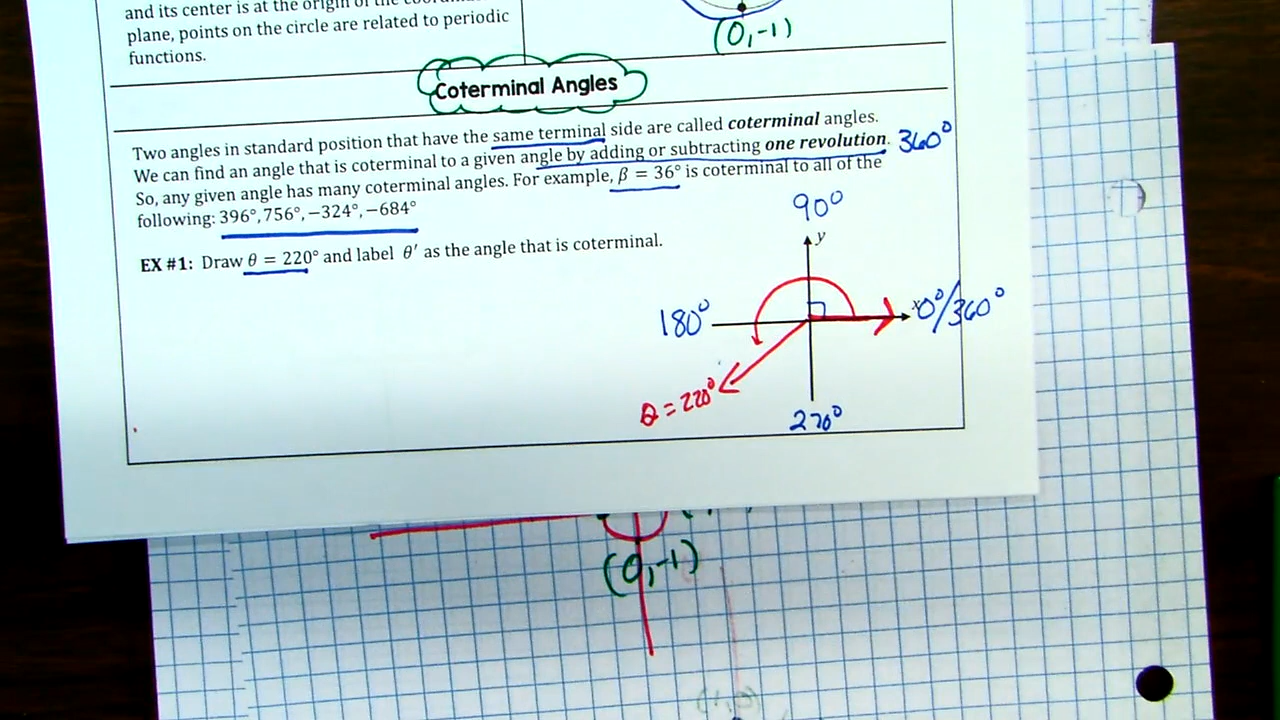 and its center is at the origin of the
plane, points on the circle are related to periodic
functions.
(0,-1)
Coterminal Angles
Two angles in standard position that have the same terminal side are called coterminal angles.
We can find an angle that is coterminal to a given angle by adding or subtracting one revolution. 360°
So, any given angle has many coterminal angles. For example, β = 36° is coterminal to all of the
following: 396°, 756°, −324°, −684°
EX #1: Draw θ = 220° and label θ′ as the angle that is coterminal.
90°
y
180°
x
0°/360°
θ = 220°
270°
(0,-1)